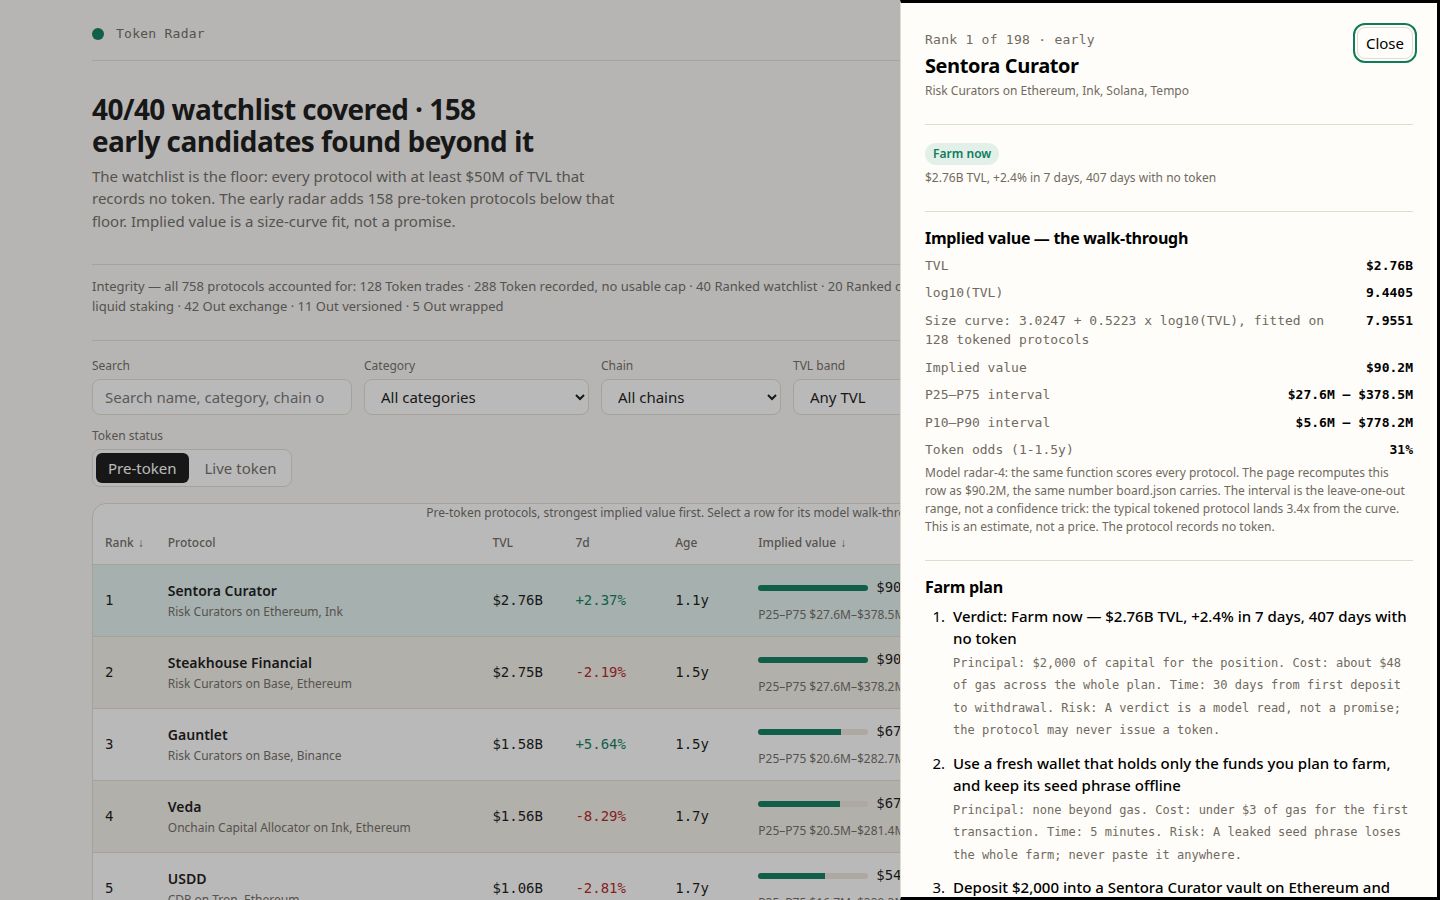 Token Radar
40/40 watchlist covered · 158
early candidates found beyond it
The watchlist is the floor: every protocol with at least $50M of TVL that
records no token. The early radar adds 158 pre-token protocols below that
floor. Implied value is a size-curve fit, not a promise.
Integrity — all 758 protocols accounted for: 128 Token trades · 288 Token recorded, no usable cap · 40 Ranked watchlist · 20 Ranked
liquid staking · 42 Out exchange · 11 Out versioned · 5 Out wrapped
Search
Category
Chain
TVL band
Search name, category, chain o
All categories
All chains
Any TVL
Token status
Pre-token
Live token
Pre-token protocols, strongest implied value first. Select a row for its model walk-thr
Rank ↓
Protocol
TVL
7d
Age
Implied value ↓
1
Sentora Curator
Risk Curators on Ethereum, Ink
$2.76B
+2.37%
1.1y
$90
P25–P75 $27.6M–$378.5M
2
Steakhouse Financial
Risk Curators on Base, Ethereum
$2.75B
-2.19%
1.5y
$90
P25–P75 $27.6M–$378.2M
3
Gauntlet
Risk Curators on Base, Binance
$1.58B
+5.64%
1.5y
$67
P25–P75 $20.6M–$282.7M
4
Veda
Onchain Capital Allocator on Ink, Ethereum
$1.56B
-8.29%
1.7y
$67
P25–P75 $20.5M–$281.4M
5
USDD
CDP on Tron, Ethereum
$1.06B
-2.81%
1.7y
$54
Rank 1 of 198 · early
Sentora Curator
Risk Curators on Ethereum, Ink, Solana, Tempo
Close
Farm now
$2.76B TVL, +2.4% in 7 days, 407 days with no token
Implied value — the walk-through
TVL
$2.76B
log10(TVL)
9.4405
Size curve: 3.0247 + 0.5223 x log10(TVL), fitted on
128 tokened protocols
7.9551
Implied value
$90.2M
P25–P75 interval
$27.6M – $378.5M
P10–P90 interval
$5.6M – $778.2M
Token odds (1-1.5y)
31%
Model radar-4: the same function scores every protocol. The page recomputes this
row as $90.2M, the same number board.json carries. The interval is the leave-one-out
range, not a confidence trick: the typical tokened protocol lands 3.4x from the curve.
This is an estimate, not a price. The protocol records no token.
Farm plan
1. Verdict: Farm now — $2.76B TVL, +2.4% in 7 days, 407 days with
no token
Principal: $2,000 of capital for the position. Cost: about $48
of gas across the whole plan. Time: 30 days from first deposit
to withdrawal. Risk: A verdict is a model read, not a promise;
the protocol may never issue a token.
2. Use a fresh wallet that holds only the funds you plan to farm,
and keep its seed phrase offline
Principal: none beyond gas. Cost: under $3 of gas for the first
transaction. Time: 5 minutes. Risk: A leaked seed phrase loses
the whole farm; never paste it anywhere.
3. Deposit $2,000 into a Sentora Curator vault on Ethereum and